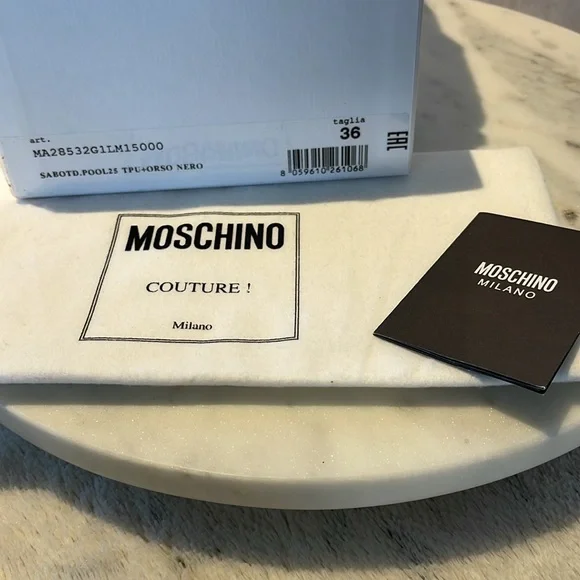 art.
MA28532G1LM15000
SABOTD.POOL25 TPU+ORSO NERO
taglia
36
8 059610 261068
EAC
MOSCHINO
COUTURE !
Milano
MOSCHINO
MILANO